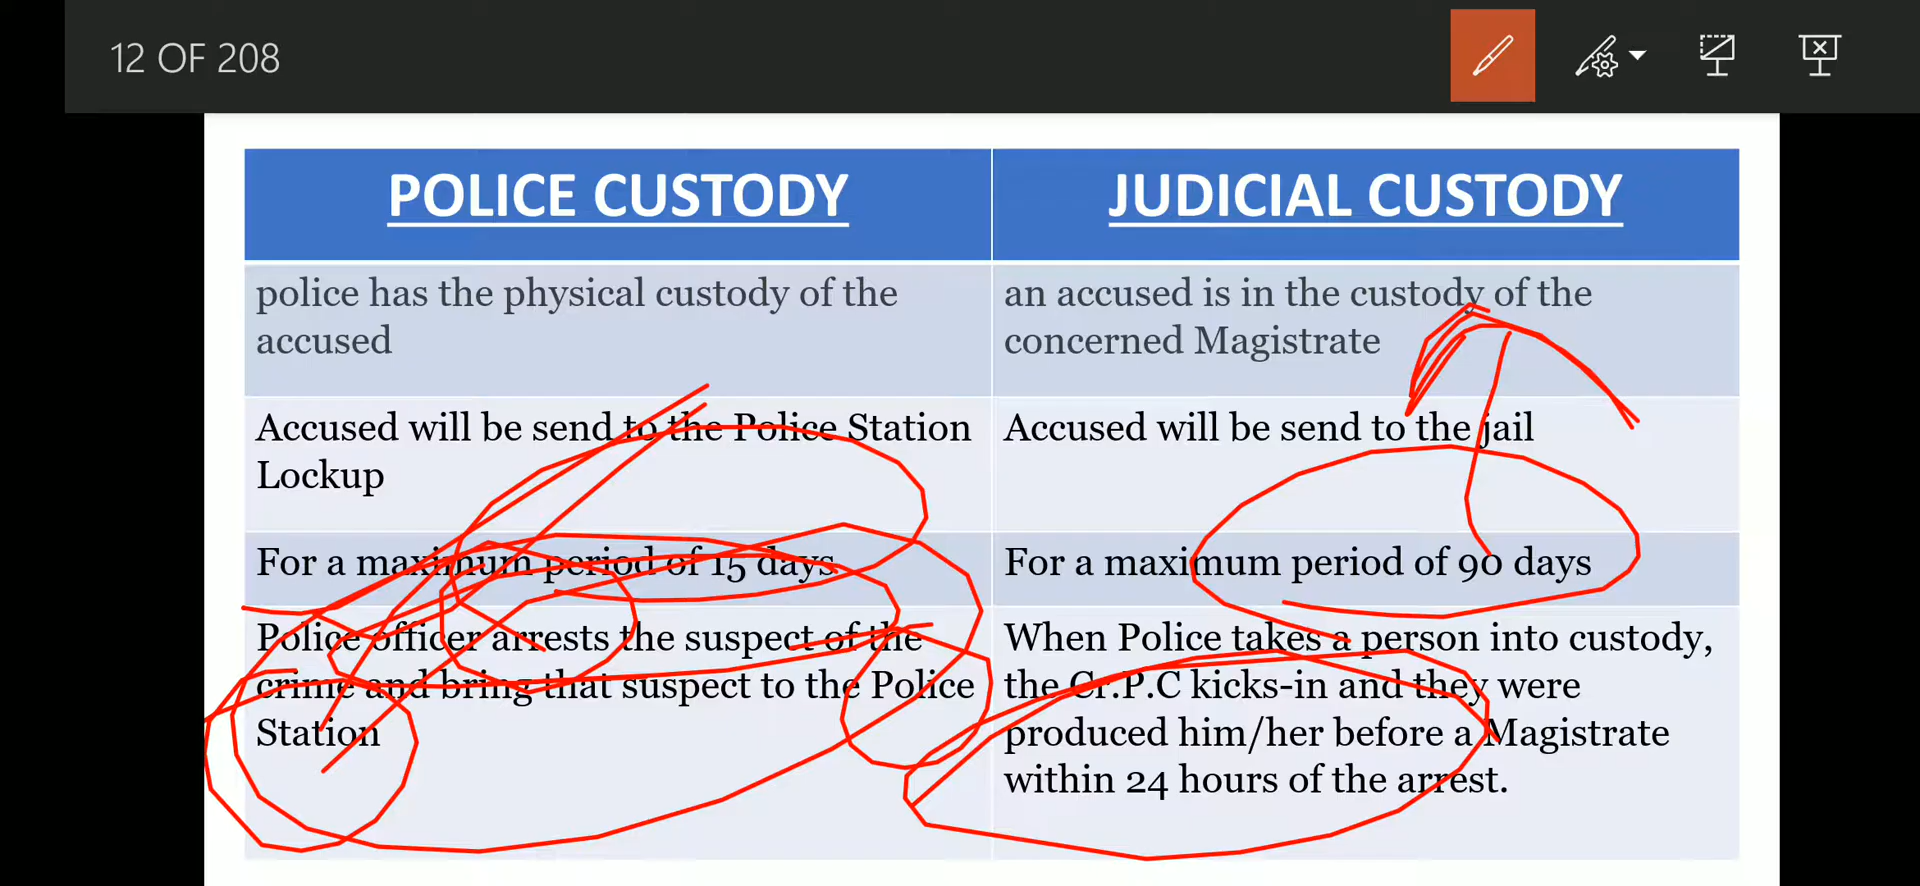 12 OF 208
POLICE CUSTODY
JUDICIAL CUSTODY
police has the physical custody of the
accused
an accused is in the custody of the
concerned Magistrate
Accused will be send to the Police Station
Lockup
Accused will be send to the jail
For a maximum period of 15 days
For a maximum period of 90 days
Police officer arrests the suspect of the
crime and bring that suspect to the Police
Station
When Police takes a person into custody,
the Cr.P.C kicks-in and they were
produced him/her before a Magistrate
within 24 hours of the arrest.